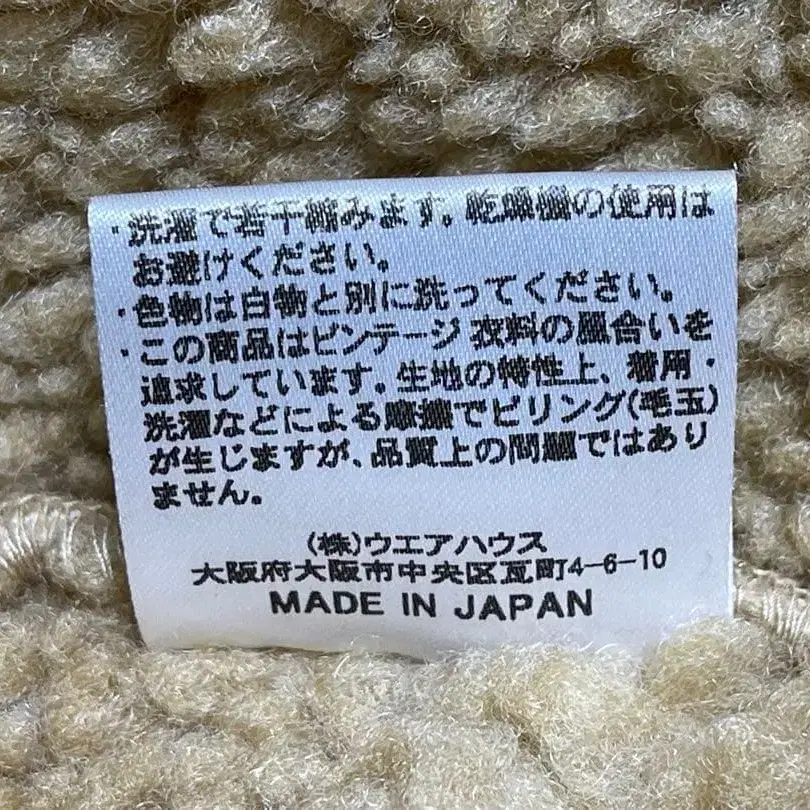 ・洗濯で若干縮みます。乾燥機の使用は
お避けください。
・色物は白物と別に洗ってください。
・この商品はビンテージ 衣料の風合いを
追求しています。生地の特性上、着用・
洗濯などによる摩擦でピリング(毛玉)
が生じますが、品質上の問題ではあり
ません。
(株)ウエアハウス
大阪府大阪市中央区瓦町4-6-10
MADE IN JAPAN